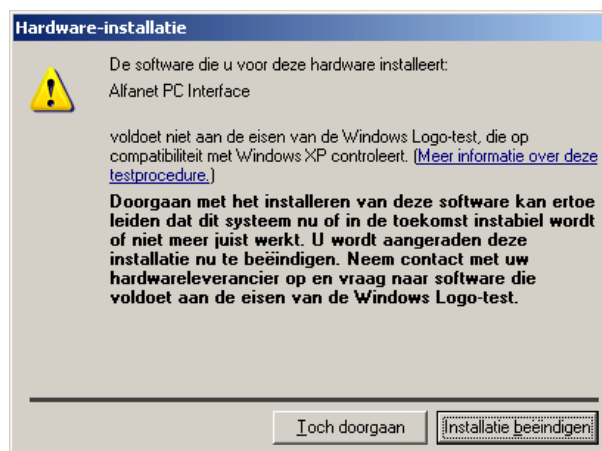 Hardware-installatie
De software die u voor deze hardware installeert:
Alfanet PC Interface
voldoet niet aan de eisen van de Windows Logo-test, die op
compatibiliteit met Windows XP controleert. (Meer informatie over deze
testprocedure.)
Doorgaan met het installeren van deze software kan ertoe
leiden dat dit systeem nu of in de toekomst instabiel wordt
of niet meer juist werkt. U wordt aangeraden deze
installatie nu te beëindigen. Neem contact met uw
hardwareleverancier op en vraag naar software die
voldoet aan de eisen van de Windows Logo-test.
Toch doorgaan
Installatie beëindigen